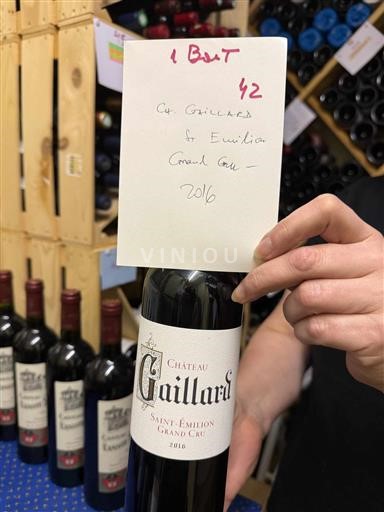 1 BOUT
42
CH. GAILLARD
St Emilion
Grand Cru -
2016
VINIOU
CHÂTEAU
Gaillard
SAINT-ÉMILION
GRAND CRU
2016